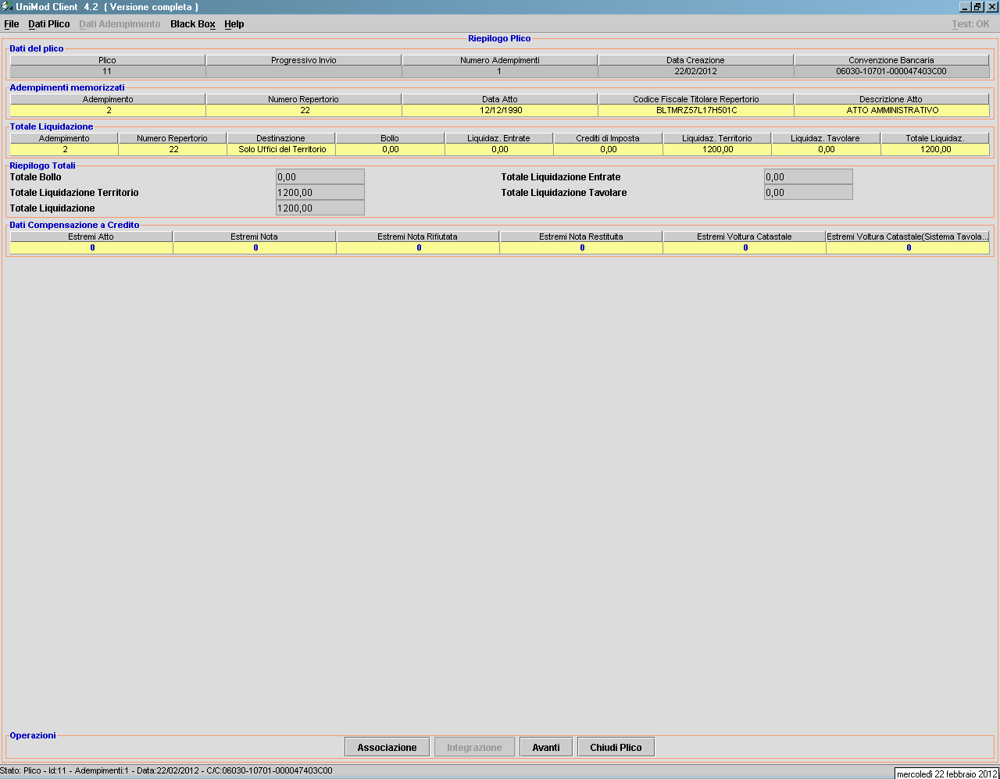 UniMod Client 4.2 ( Versione completa )
File Dati Plico Dati Adempimento Black Box Help Test: OK
Riepilogo Plico
Dati del plico
Plico Progressivo Invio Numero Adempimenti Data Creazione Convenzione Bancaria
11 1 22/02/2012 06030-10701-000047403C00
Adempimenti memorizzati
Adempimento Numero Repertorio Data Atto Codice Fiscale Titolare Repertorio Descrizione Atto
2 22 12/12/1990 BLTMRZ57L17H501C ATTO AMMINISTRATIVO
Totale Liquidazione
Adempimento Numero Repertorio Destinazione Bollo Liquidaz. Entrate Crediti di Imposta Liquidaz. Territorio Liquidaz. Tavolare Totale Liquidaz.
2 22 Solo Uffici del Territorio 0,00 0,00 0,00 1200,00 0,00 1200,00
Riepilogo Totali
Totale Bollo 0,00 Totale Liquidazione Entrate 0,00
Totale Liquidazione Territorio 1200,00 Totale Liquidazione Tavolare 0,00
Totale Liquidazione 1200,00
Dati Compensazione a Credito
Estremi Atto Estremi Nota Estremi Nota Rifiutata Estremi Nota Restituita Estremi Voltura Catastale Estremi Voltura Catastale(Sistema Tavola...
0 0 0 0 0 0
Operazioni
Associazione Integrazione Avanti Chiudi Plico
Stato: Plico - Id:11 - Adempimenti:1 - Data:22/02/2012 - C/C:06030-10701-000047403C00
mercoledì 22 febbraio 2012